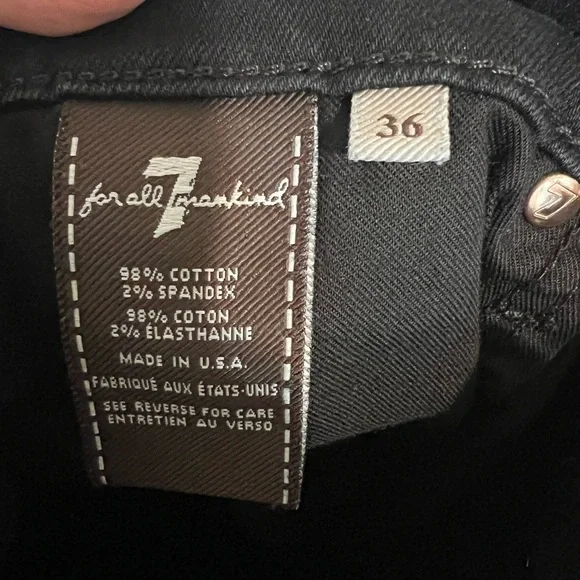 for all 7 mankind
36
98% COTTON
2% SPANDEX
98% COTON
2% ÉLASTHANNE
MADE IN U.S.A.
FABRIQUÉ AUX ÉTATS-UNIS
SEE REVERSE FOR CARE
ENTRETIEN AU VERSO
7